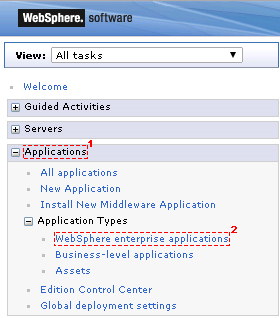 WebSphere. software
View: All tasks
Welcome
Guided Activities
Servers
Applications 1
All applications
New Application
Install New Middleware Application
Application Types
WebSphere enterprise applications 2
Business-level applications
Assets
Edition Control Center
Global deployment settings